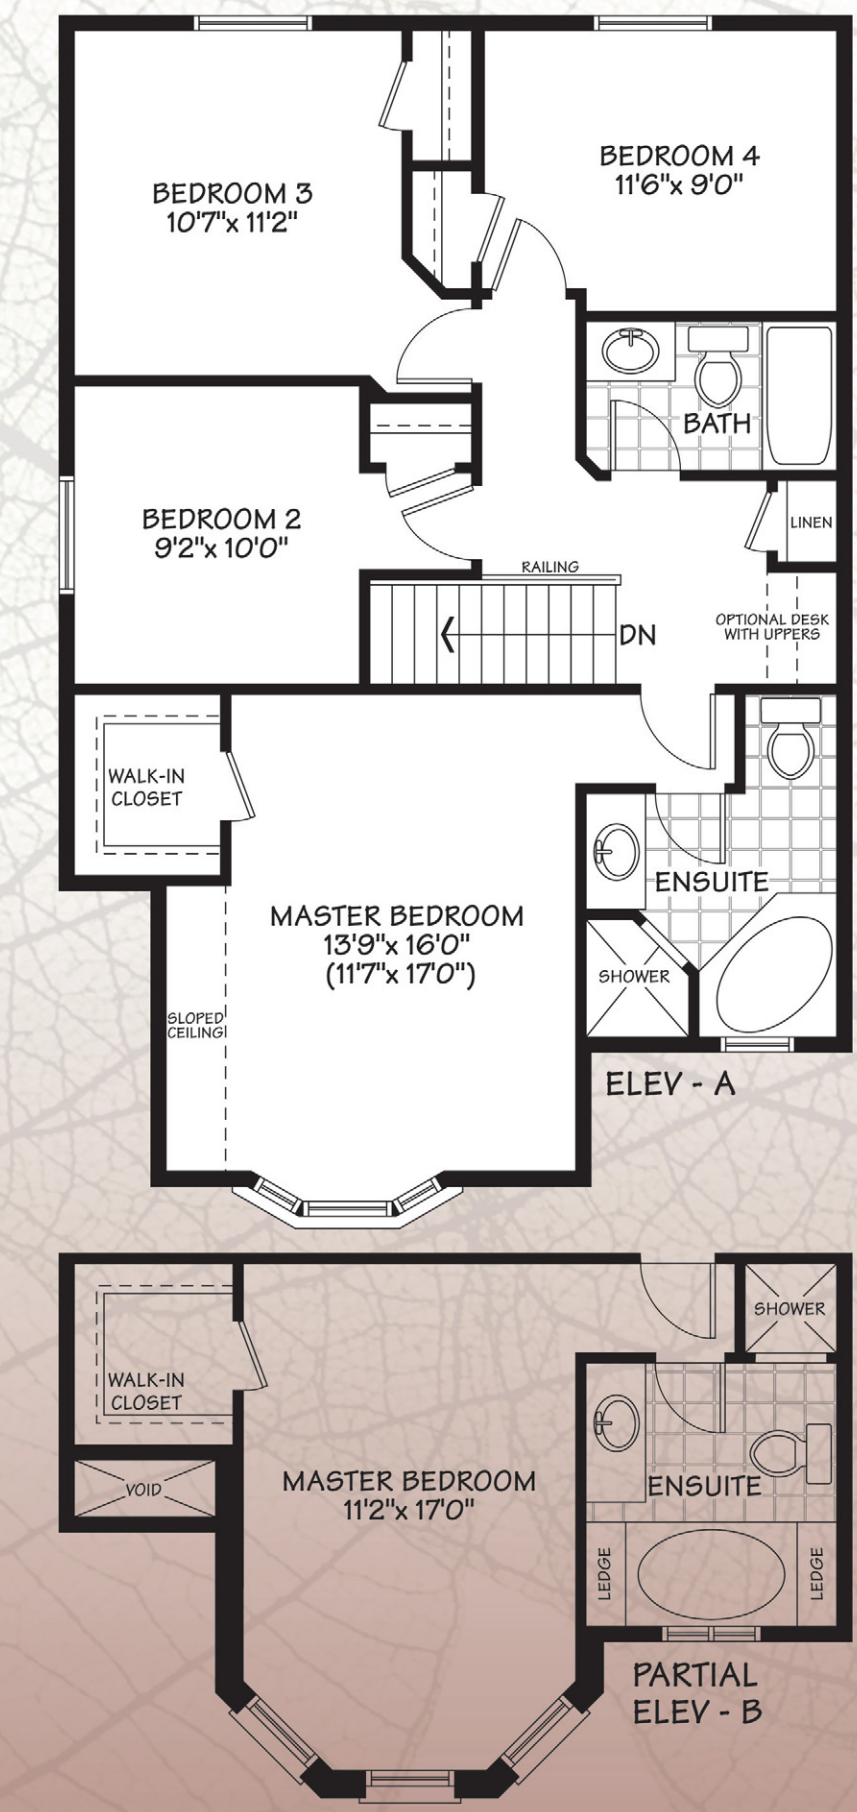 BEDROOM 3
10'7"x 11'2"
BEDROOM 4
11'6"x 9'0"
BATH
BEDROOM 2
9'2"x 10'0"
LINEN
RAILING
DN
OPTIONAL DESK
WITH UPPERS
WALK-IN
CLOSET
ENSUITE
MASTER BEDROOM
13'9"x 16'0"
(11'7"x 17'0")
SHOWER
SLOPED
CEILING
ELEV - A
SHOWER
WALK-IN
CLOSET
MASTER BEDROOM
11'2"x 17'0"
VOID
ENSUITE
LEDGE
LEDGE
PARTIAL
ELEV - B